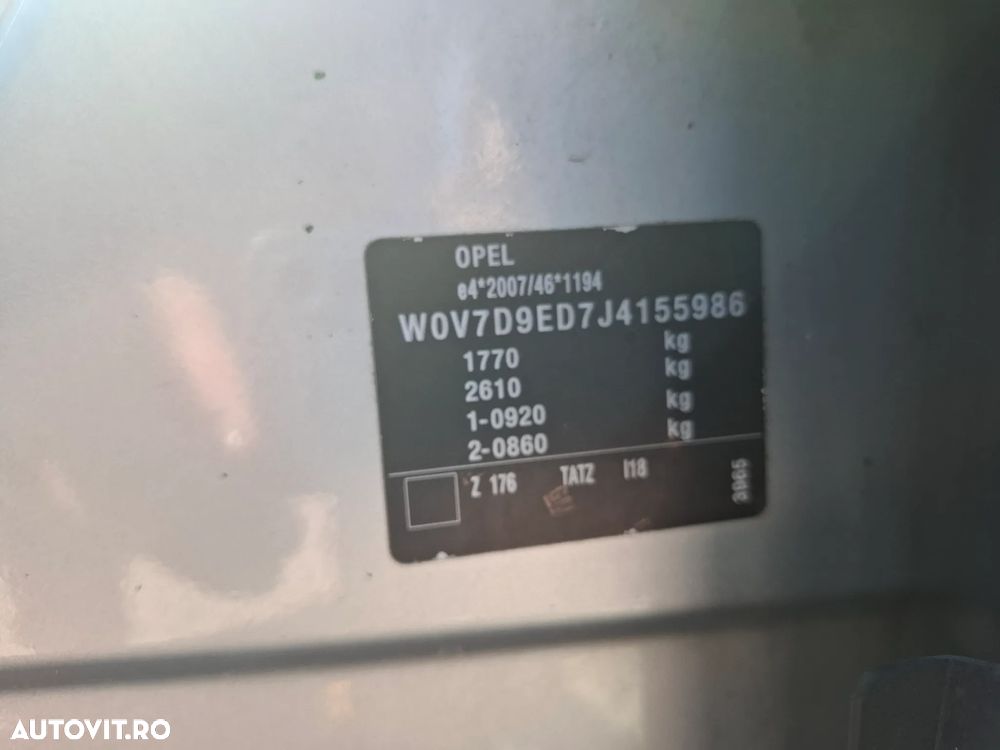 OPEL
e4*2007/46*1194
W0V7D9ED7J4155986
1770 kg
2610 kg
1-0920 kg
2-0860 kg
Z 176 TATZ I18
AUTOVIT.RO